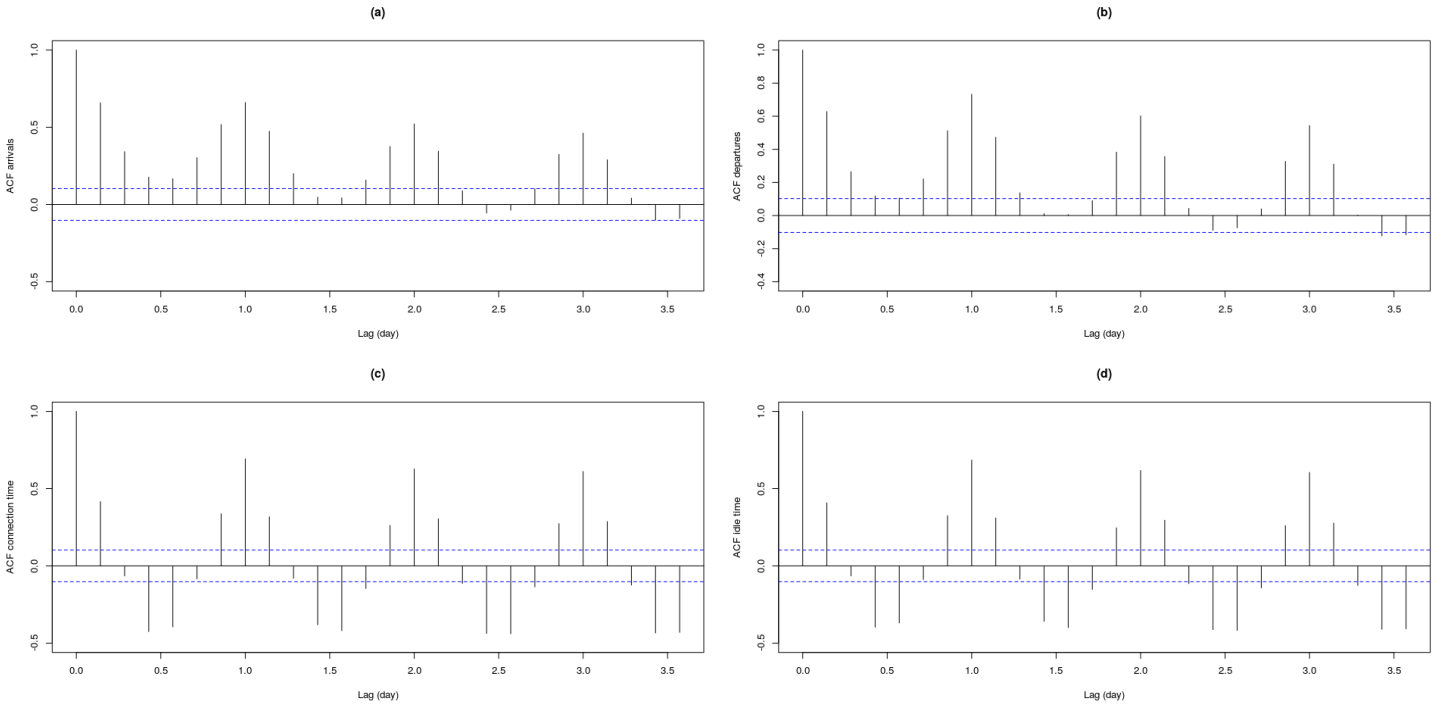 (a)
ACF arrivals
1.0
0.5
0.0
-0.5
0.0 0.5 1.0 1.5 2.0 2.5 3.0 3.5
Lag (day)
(b)
ACF departures
1.0
0.8
0.6
0.4
0.2
0.0
-0.2
-0.4
0.0 0.5 1.0 1.5 2.0 2.5 3.0 3.5
Lag (day)
(c)
ACF connection time
1.0
0.5
0.0
-0.5
0.0 0.5 1.0 1.5 2.0 2.5 3.0 3.5
Lag (day)
(d)
ACF idle time
1.0
0.5
0.0
-0.5
0.0 0.5 1.0 1.5 2.0 2.5 3.0 3.5
Lag (day)